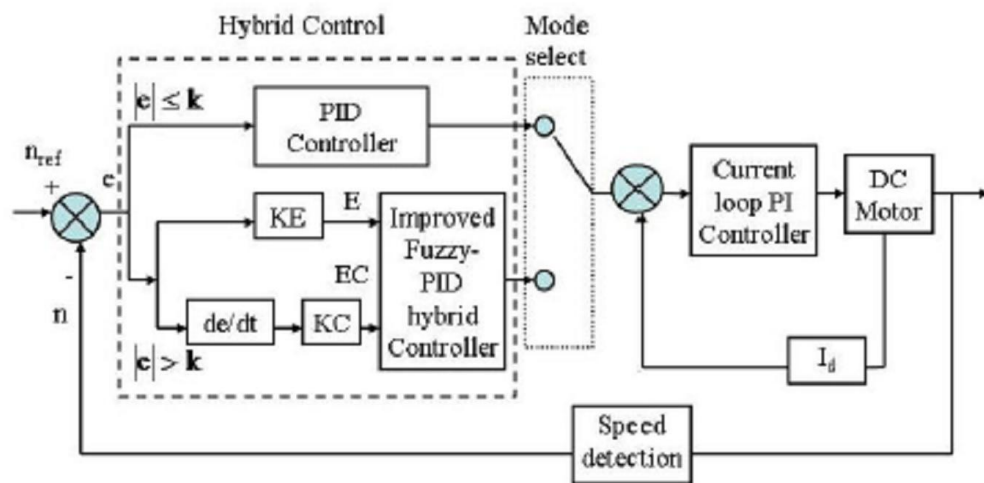 Hybrid Control
Mode
select
|e| ≤ k
PID
Controller
n_ref
+
e
KE
E
Improved
Fuzzy-
PID
hybrid
Controller
EC
-
n
de/dt
KC
|e| > k
Current
loop PI
Controller
DC
Motor
I_d
Speed
detection